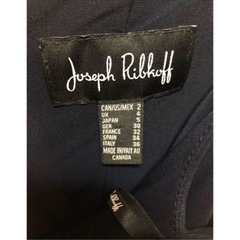 Joseph Ribkoff
CAN/US/MEX 2
UK 4
JAPAN 5
GER 30
FRANCE 32
SPAIN 34
ITALY 36
MADE IN/FAIT AU
CANADA